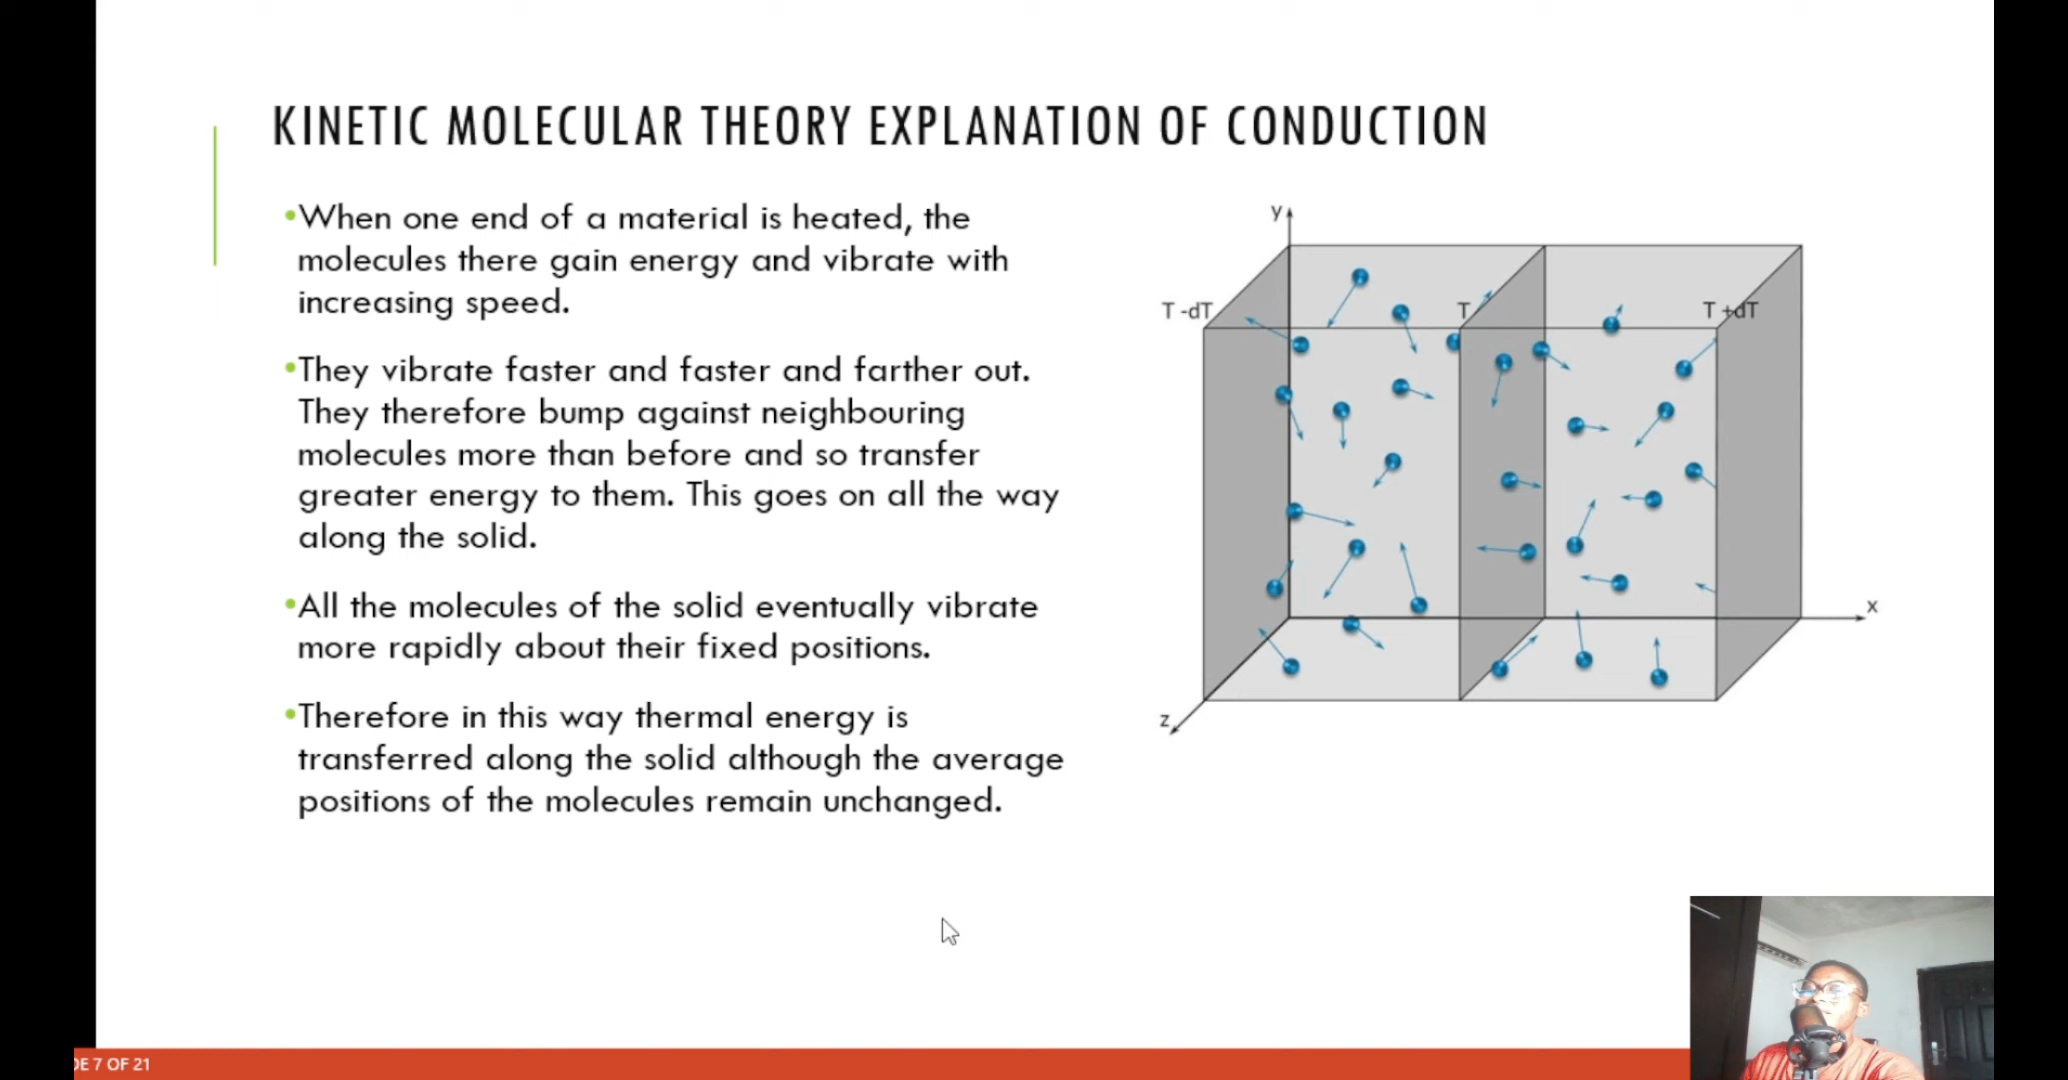 KINETIC MOLECULAR THEORY EXPLANATION OF CONDUCTION
•When one end of a material is heated, the
molecules there gain energy and vibrate with
increasing speed.
•They vibrate faster and faster and farther out.
They therefore bump against neighbouring
molecules more than before and so transfer
greater energy to them. This goes on all the way
along the solid.
•All the molecules of the solid eventually vibrate
more rapidly about their fixed positions.
•Therefore in this way thermal energy is
transferred along the solid although the average
positions of the molecules remain unchanged.
y
T -dT
T
T +dT
x
z
DE 7 OF 21